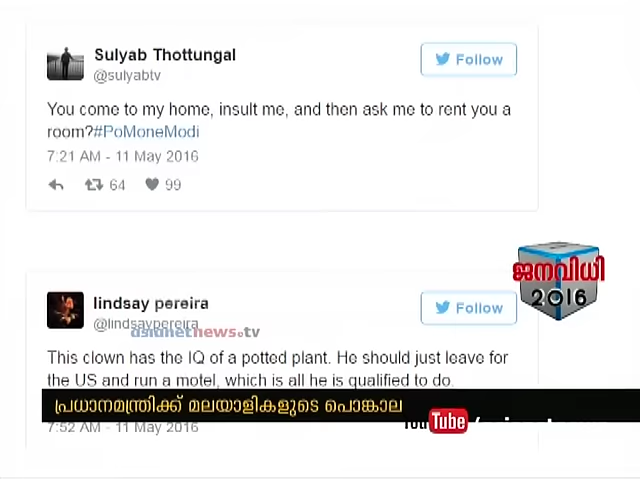 Sulyab Thottungal
@sulyabtv
Follow
You come to my home, insult me, and then ask me to rent you a
room?#PoMoneModi
7:21 AM - 11 May 2016
64 99
ജനവിധി
2016
lindsay pereira
@lindsaypereira
Follow
asianetnews.tv
This clown has the IQ of a potted plant. He should just leave for
the US and run a motel, which is all he is qualified to do.
പ്രധാനമന്ത്രിക്ക് മലയാളികളുടെ പൊങ്കാല
7:52 AM - 11 May 2016
YouTube